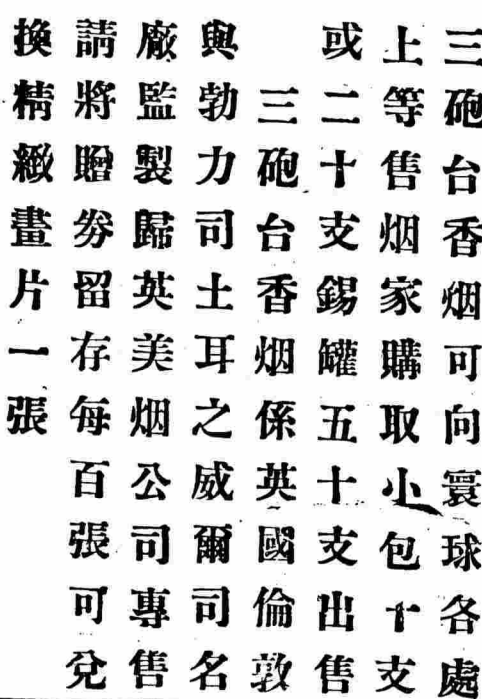 三砲台香烟可向寰球各處
上等售烟家購取小包十支
或二十支錫罐五十支出售
三砲台香烟係英國倫敦
與勃力司土耳之威爾司名
廠監製歸英美烟公司專售
請將贈劵留存每百張可兌
換精緻畫片一張